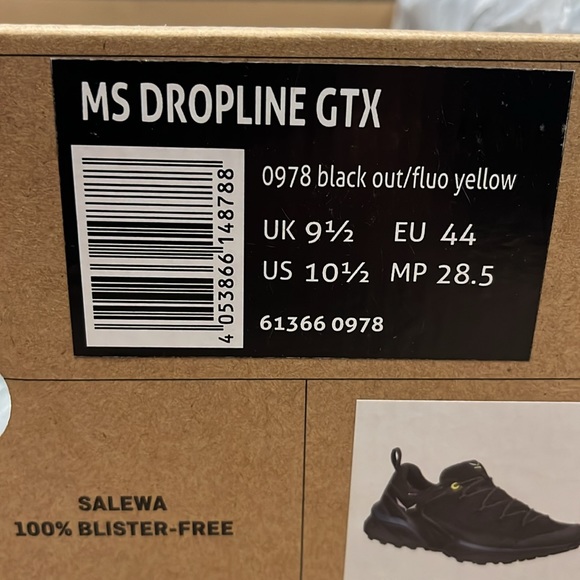 MS DROPLINE GTX
0978 black out/fluo yellow
UK 9½ EU 44
US 10½ MP 28.5
61366 0978
4 053866 148788
SALEWA
100% BLISTER-FREE